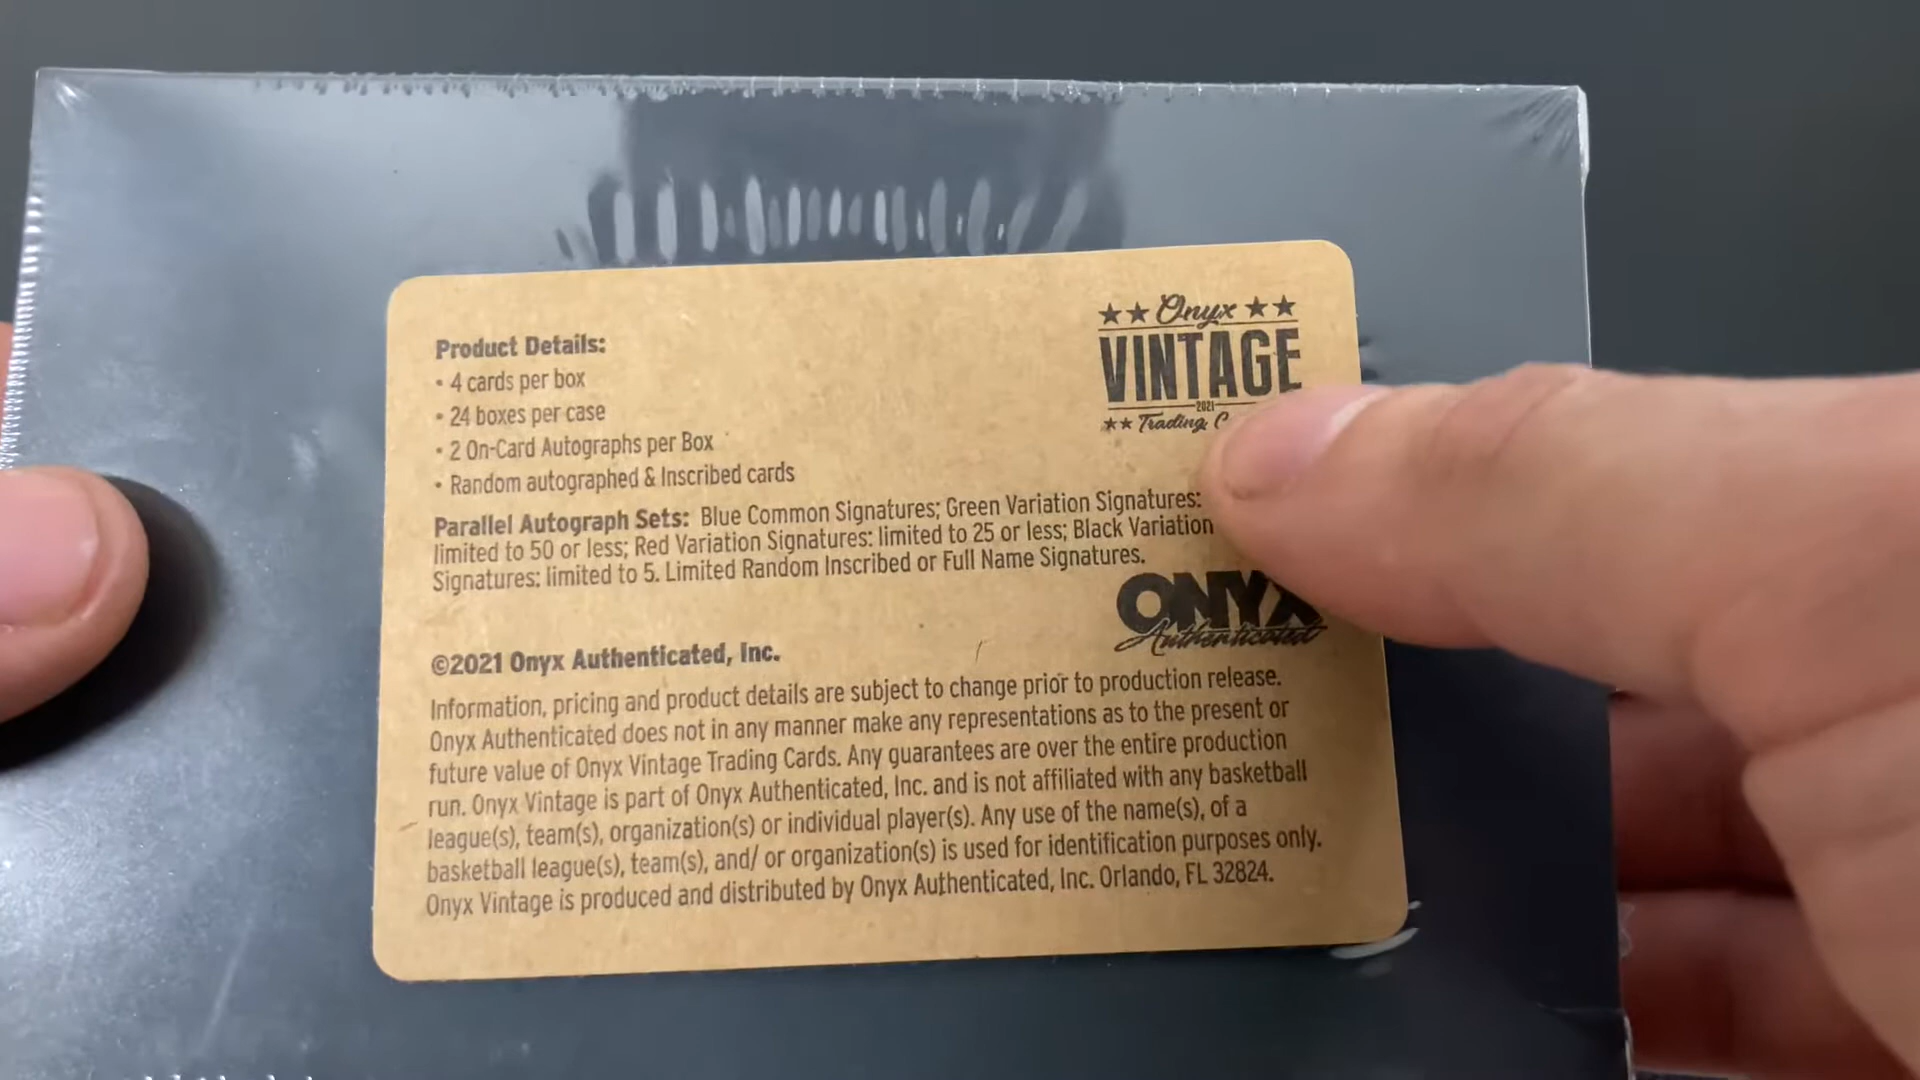 Product Details:
• 4 cards per box
• 24 boxes per case
• 2 On-Card Autographs per Box
• Random autographed & Inscribed cards
Parallel Autograph Sets: Blue Common Signatures; Green Variation Signatures:
limited to 50 or less; Red Variation Signatures: limited to 25 or less; Black Variation
Signatures: limited to 5. Limited Random Inscribed or Full Name Signatures.
★★ Onyx ★★
VINTAGE
2021
★★ Trading
ONYX
Authenticated
©2021 Onyx Authenticated, Inc.
Information, pricing and product details are subject to change prior to production release.
Onyx Authenticated does not in any manner make any representations as to the present or
future value of Onyx Vintage Trading Cards. Any guarantees are over the entire production
run. Onyx Vintage is part of Onyx Authenticated, Inc. and is not affiliated with any basketball
league(s), team(s), organization(s) or individual player(s). Any use of the name(s), of a
basketball league(s), team(s), and/ or organization(s) is used for identification purposes only.
Onyx Vintage is produced and distributed by Onyx Authenticated, Inc. Orlando, FL 32824.